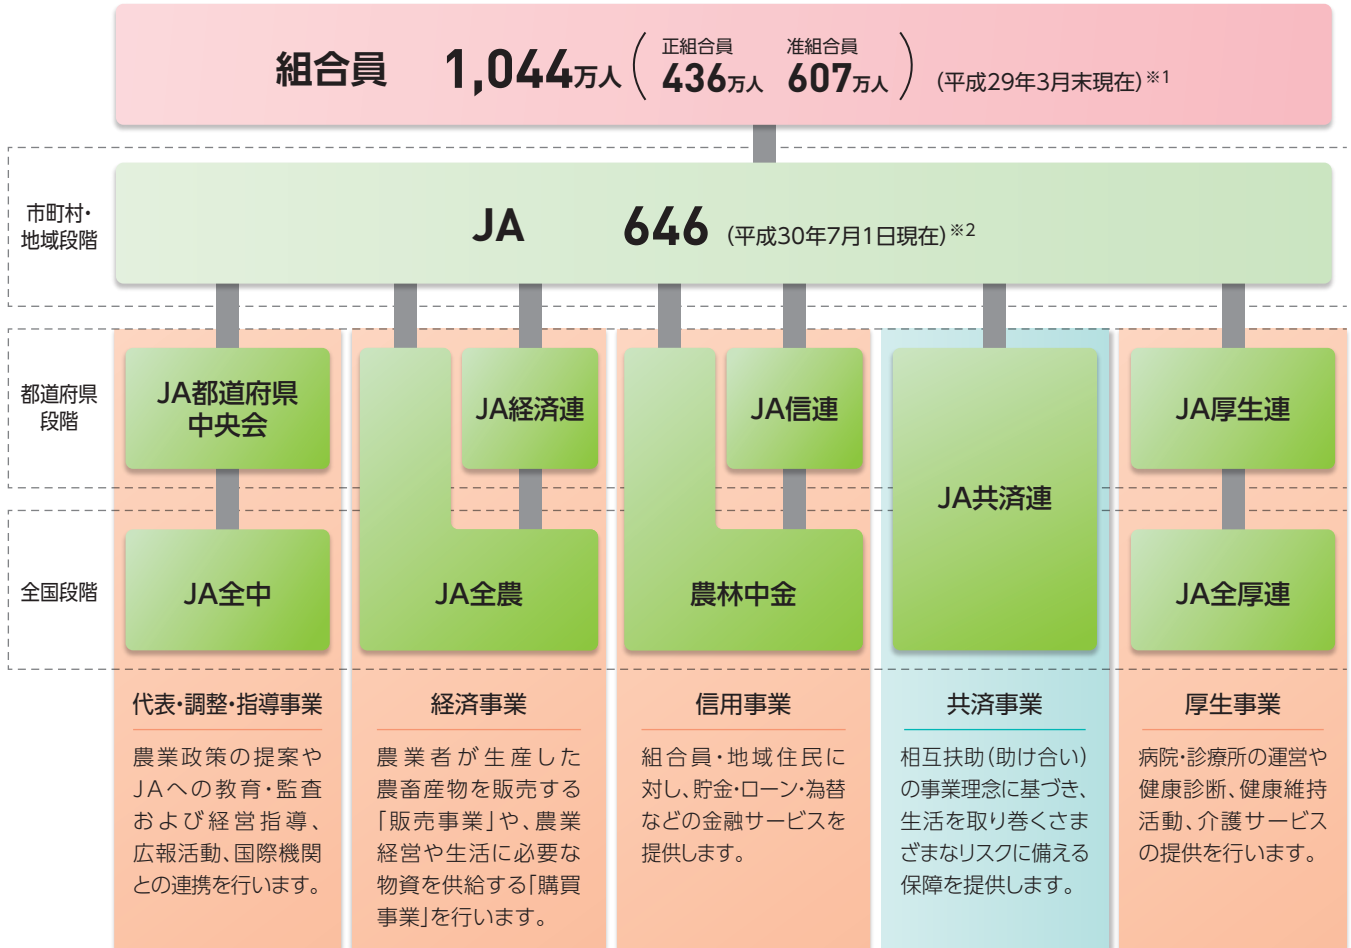 組合員 1,044万人 (正組合員 436万人 准組合員 607万人) (平成29年3月末現在)※1
市町村・
地域段階
JA 646 (平成30年7月1日現在)※2
都道府県
段階
JA都道府県
中央会
JA経済連
JA信連
JA共済連
JA厚生連
全国段階
JA全中
JA全農
農林中金
JA全厚連
代表・調整・指導事業
農業政策の提案や
JAへの教育・監査
および経営指導、
広報活動、国際機関
との連携を行います。
経済事業
農業者が生産した
農畜産物を販売する
「販売事業」や、農業
経営や生活に必要な
物資を供給する「購買
事業」を行います。
信用事業
組合員・地域住民に
対し、貯金・ローン・為替
などの金融サービスを
提供します。
共済事業
相互扶助(助け合い)
の事業理念に基づき、
生活を取り巻くさま
ざまなリスクに備える
保障を提供します。
厚生事業
病院・診療所の運営や
健康診断、健康維持
活動、介護サービス
の提供を行います。